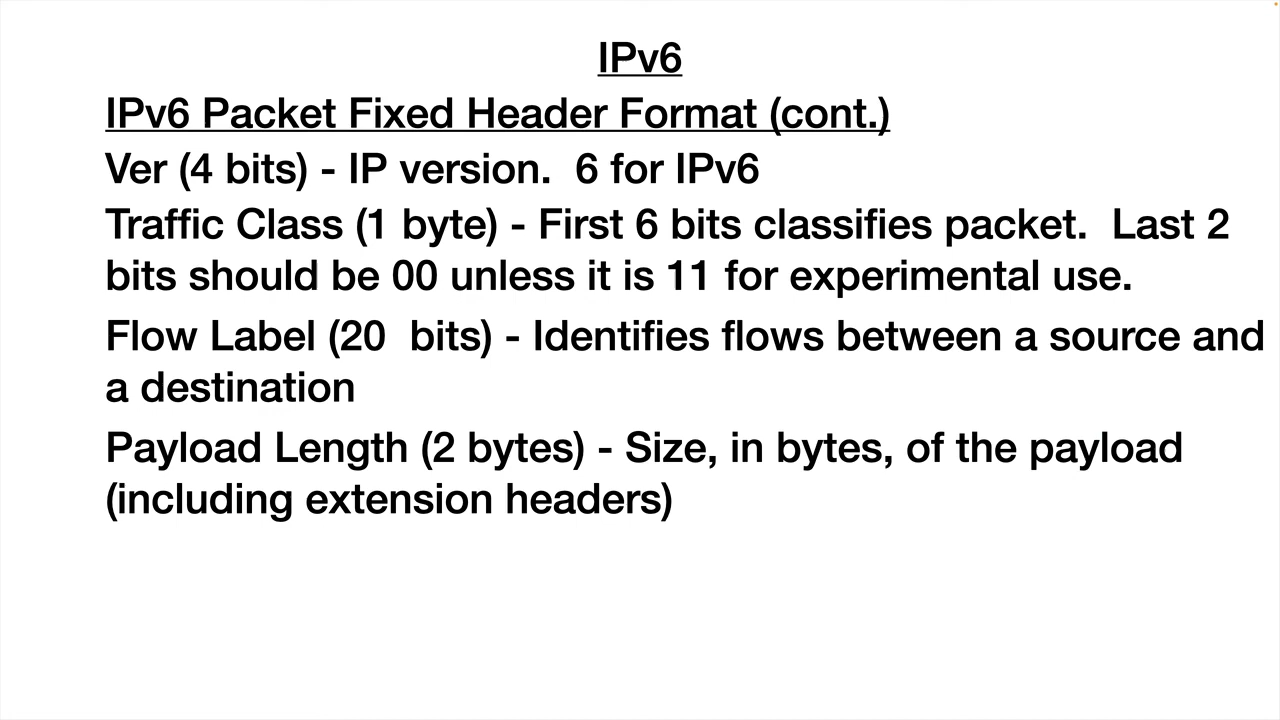 IPv6
IPv6 Packet Fixed Header Format (cont.)
Ver (4 bits) - IP version.  6 for IPv6
Traffic Class (1 byte) - First 6 bits classifies packet.  Last 2
bits should be 00 unless it is 11 for experimental use.
Flow Label (20  bits) - Identifies flows between a source and
a destination
Payload Length (2 bytes) - Size, in bytes, of the payload
(including extension headers)